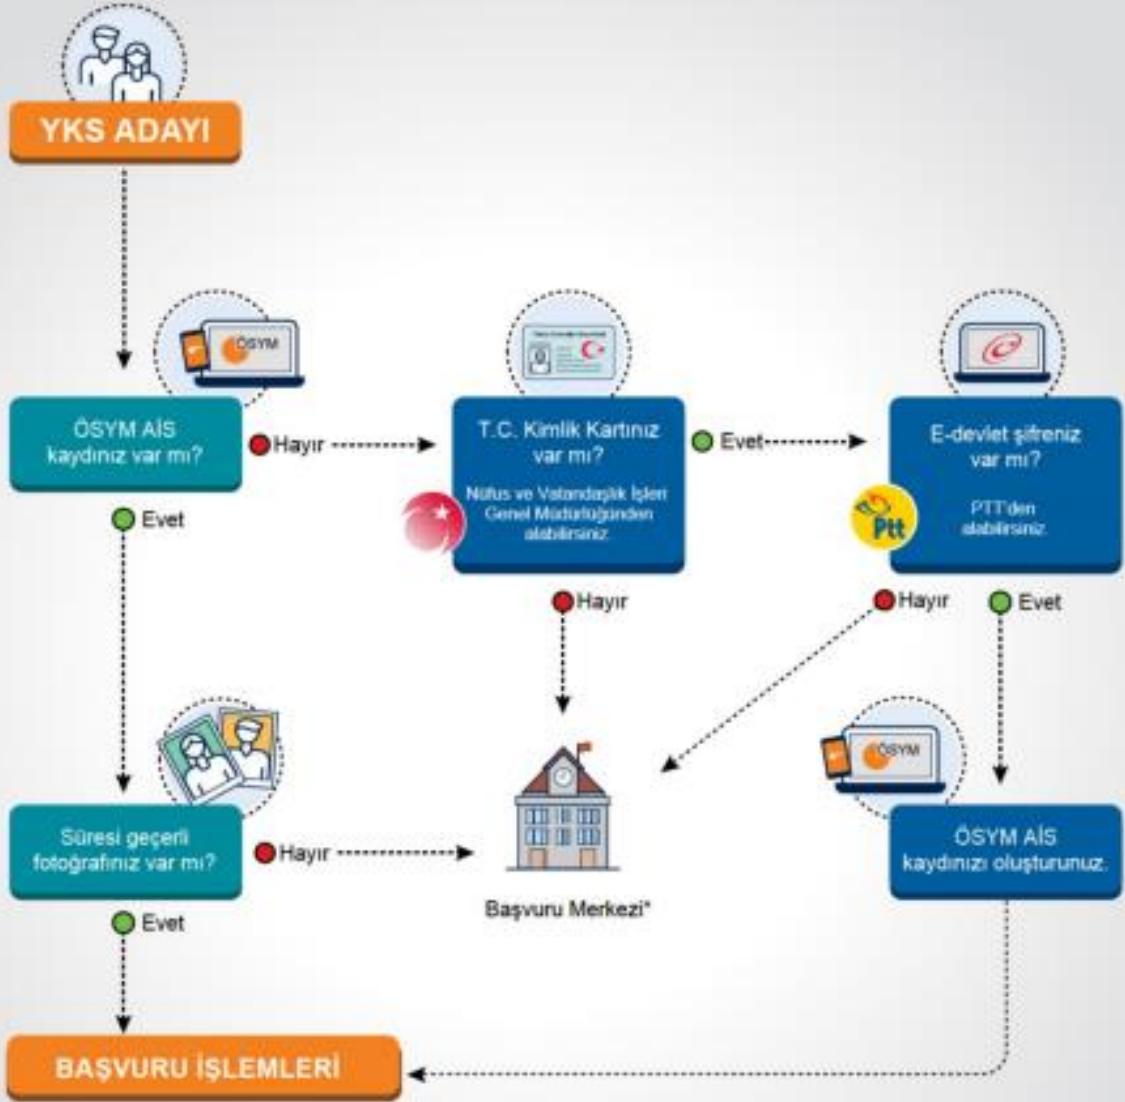 YKS ADAYI
ÖSYM
ÖSYM AİS
kaydınız var mı?
Hayır
T.C. Kimlik Kartınız
var mı?
Nüfus ve Vatandaşlık İşleri
Genel Müdürlüğünden
alabilirsiniz.
Evet
E-devlet şifreniz
var mı?
Ptt
PTT'den
alabilirsiniz.
Evet
Hayır
Hayır
Evet
ÖSYM
Süresi geçerli
fotoğrafınız var mı?
Hayır
Başvuru Merkezi*
ÖSYM AİS
kaydınızı oluşturunuz.
Evet
BAŞVURU İŞLEMLERİ